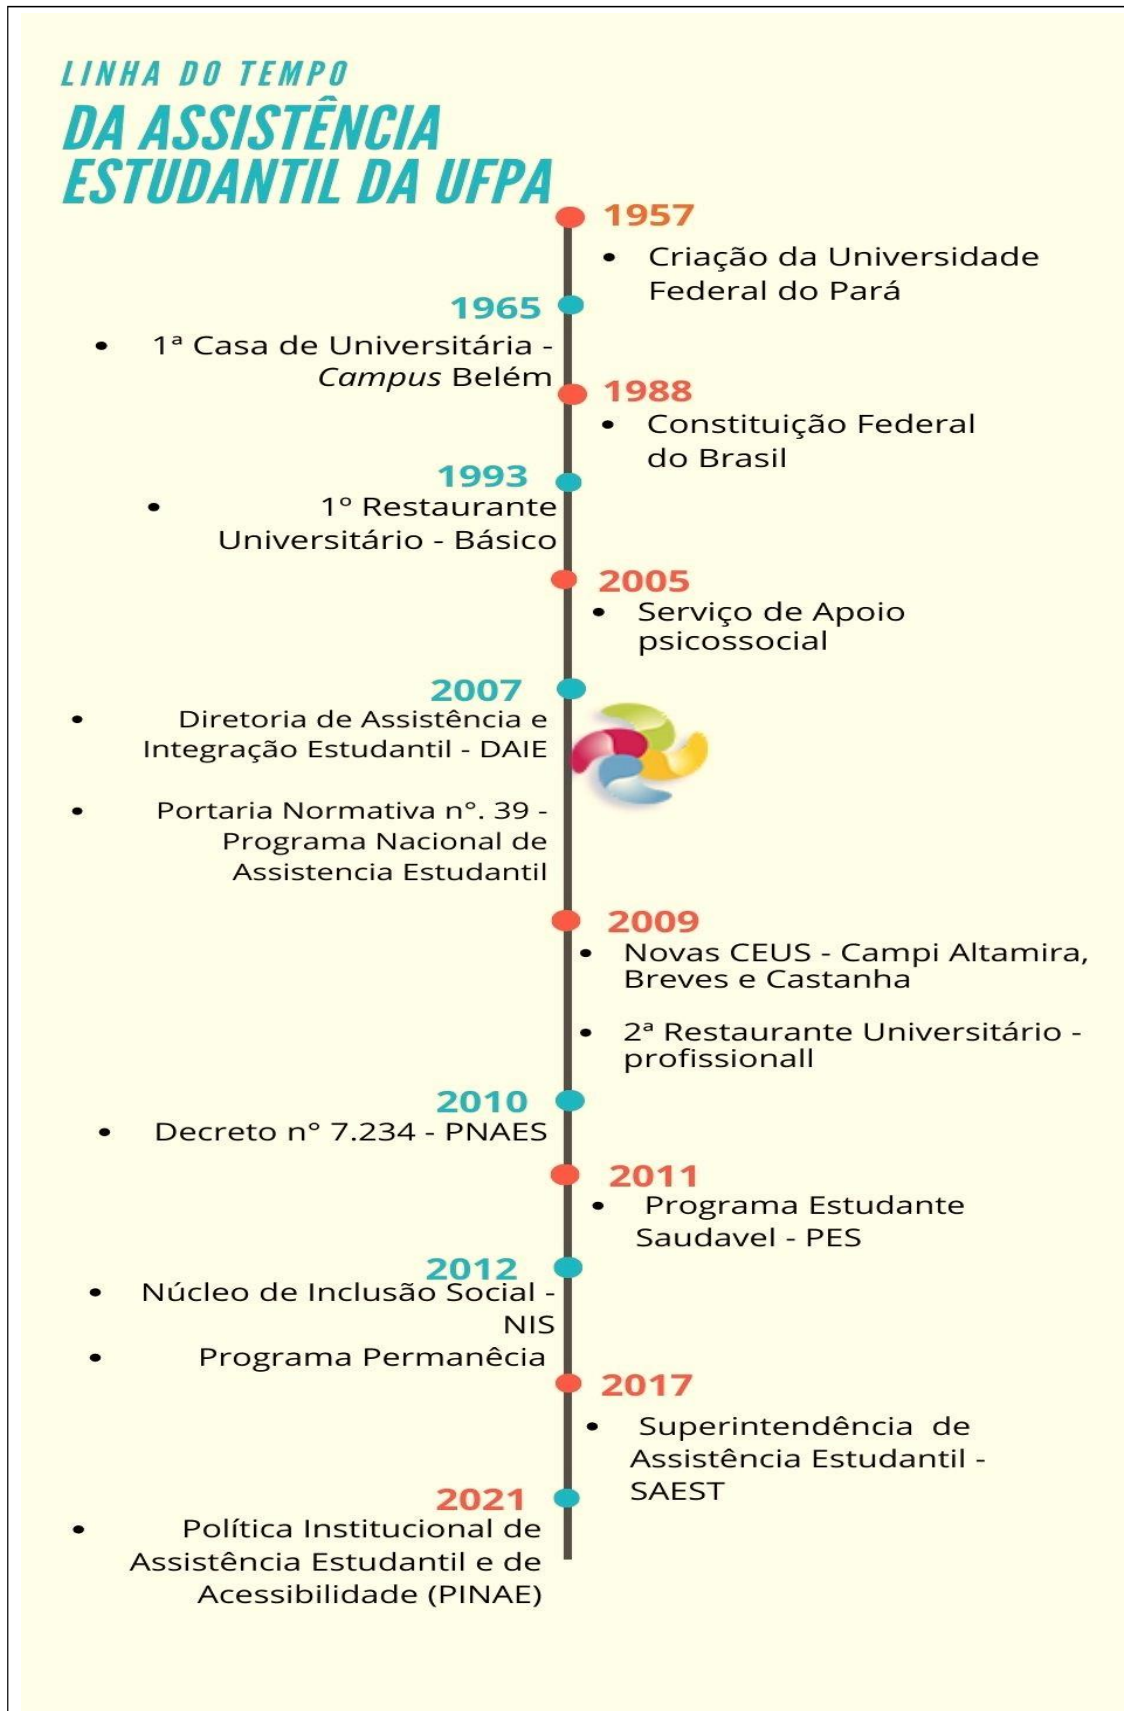 LINHA DO TEMPO
DA ASSISTÊNCIA
ESTUDANTIL DA UFPA
1957
• Criação da Universidade
Federal do Pará
1965
• 1ª Casa de Universitária -
Campus Belém
1988
• Constituição Federal
do Brasil
1993
• 1º Restaurante
Universitário - Básico
2005
• Serviço de Apoio
psicossocial
2007
• Diretoria de Assistência e
Integração Estudantil - DAIE
• Portaria Normativa n°. 39 -
Programa Nacional de
Assistencia Estudantil
2009
• Novas CEUS - Campi Altamira,
Breves e Castanha
• 2ª Restaurante Universitário -
profissionall
2010
• Decreto n° 7.234 - PNAES
2011
• Programa Estudante
Saudavel - PES
2012
• Núcleo de Inclusão Social -
NIS
• Programa Permanêcia
2017
• Superintendência de
Assistência Estudantil -
SAEST
2021
• Política Institucional de
Assistência Estudantil e de
Acessibilidade (PINAE)